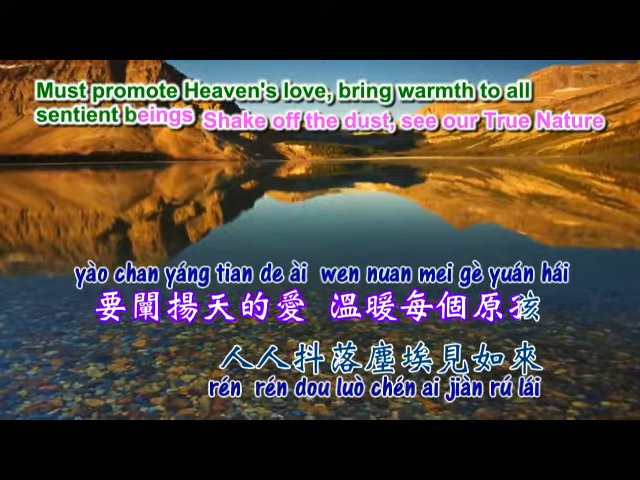 Must promote Heaven's love, bring warmth to all
sentient beings Shake off the dust, see our True Nature
yào chan yáng tian de ài wen nuan mei gè yuán hái
要闡揚天的愛 溫暖每個原孩
人人抖落塵埃見如來
rén rén dou luò chén ai jiàn rú lái